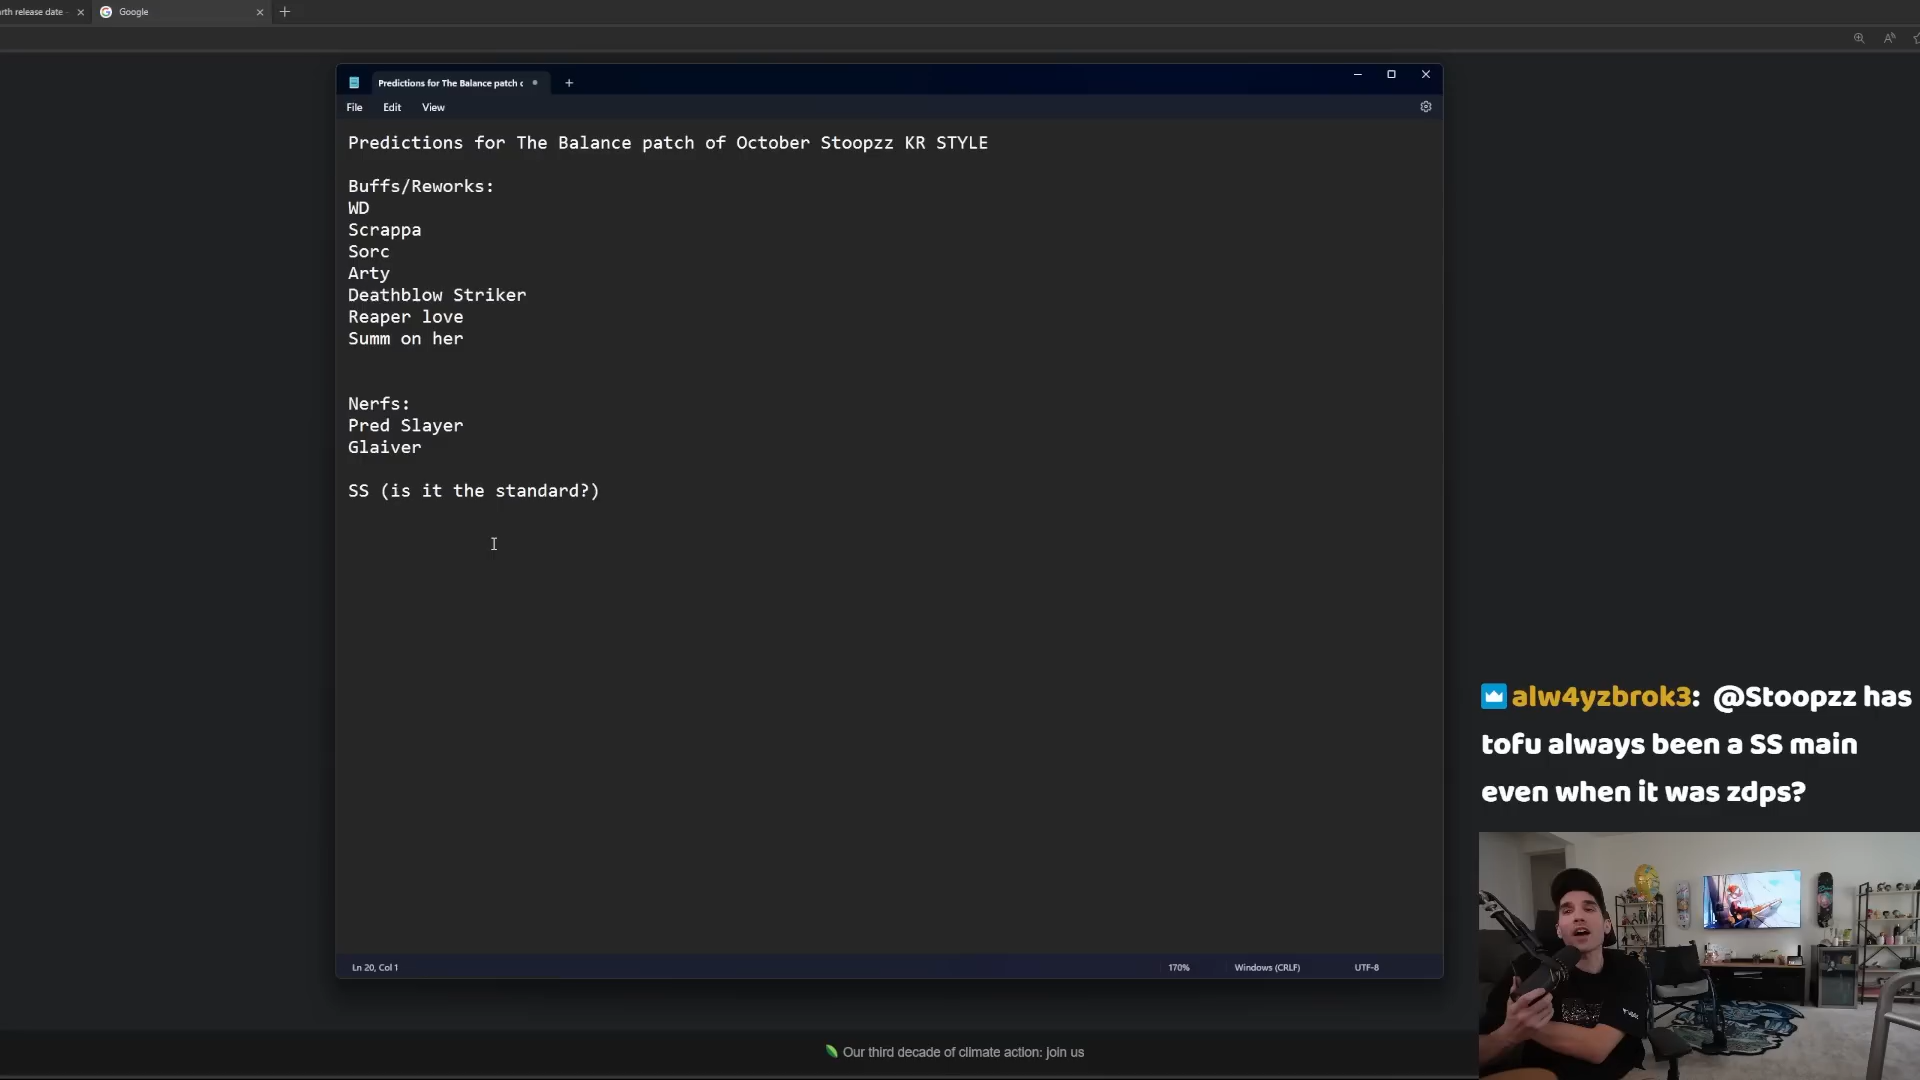 rth release date
Google
Predictions for The Balance patch c
File Edit View
Predictions for The Balance patch of October Stoopzz KR STYLE
Buffs/Reworks:
WD
Scrappa
Sorc
Arty
Deathblow Striker
Reaper love
Summ on her
Nerfs:
Pred Slayer
Glaiver
SS (is it the standard?)
alw4yzbrok3: @Stoopzz has
tofu always been a SS main
even when it was zdps?
Ln 20, Col 1
170%
Windows (CRLF)
UTF-8
Our third decade of climate action: join us